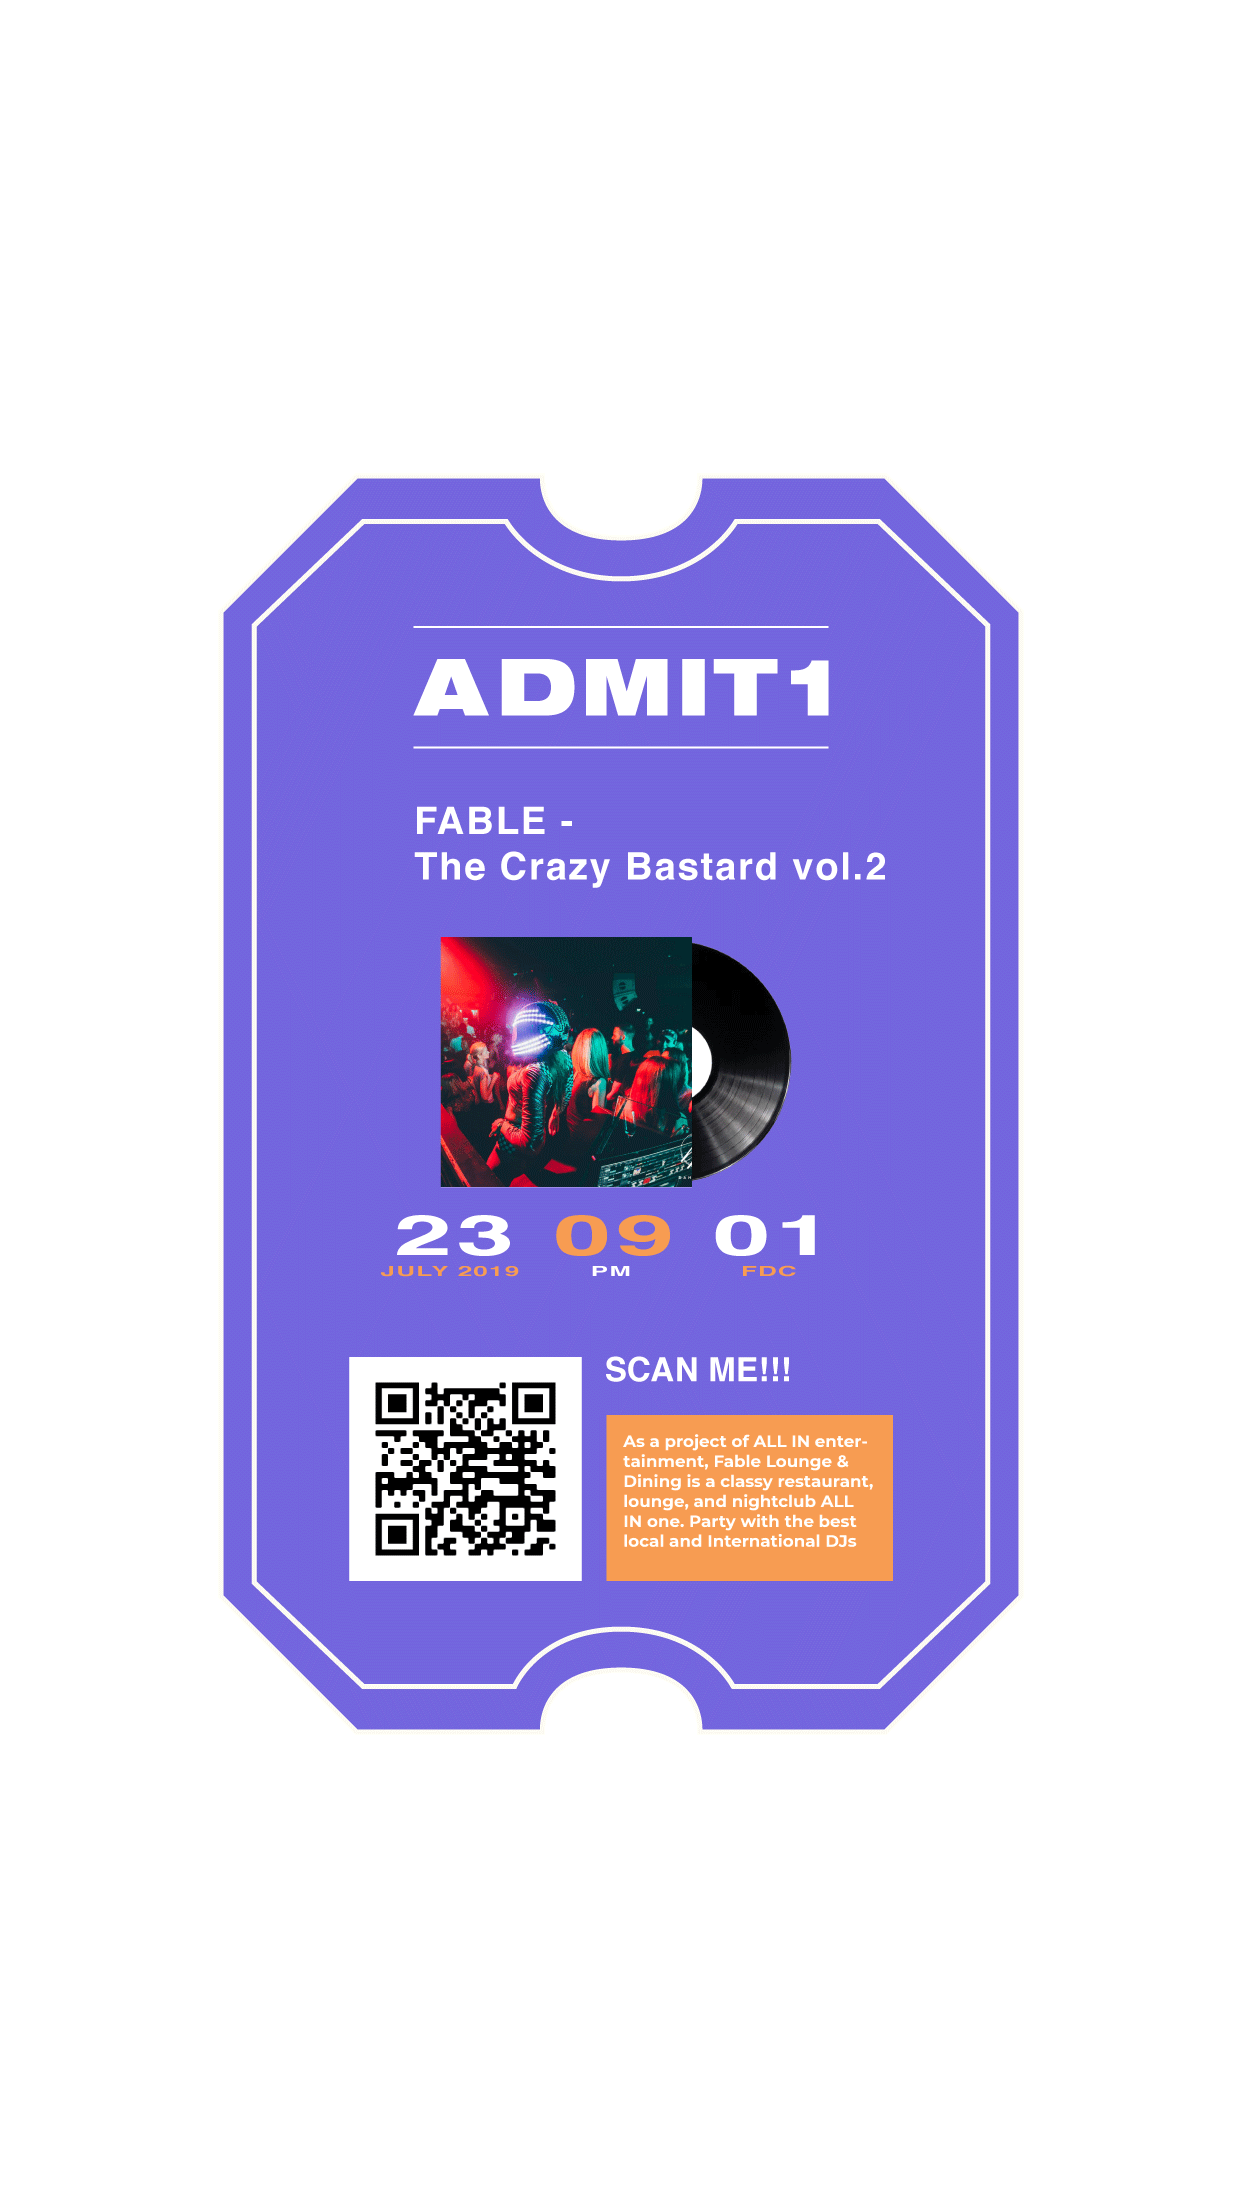 ADMIT1
FABLE -
The Crazy Bastard vol.2
23 09 01
JULY 2019 PM FDC
SCAN ME!!!
As a project of ALL IN enter-
tainment, Fable Lounge &
Dining is a classy restaurant,
lounge, and nightclub ALL
IN one. Party with the best
local and International DJs